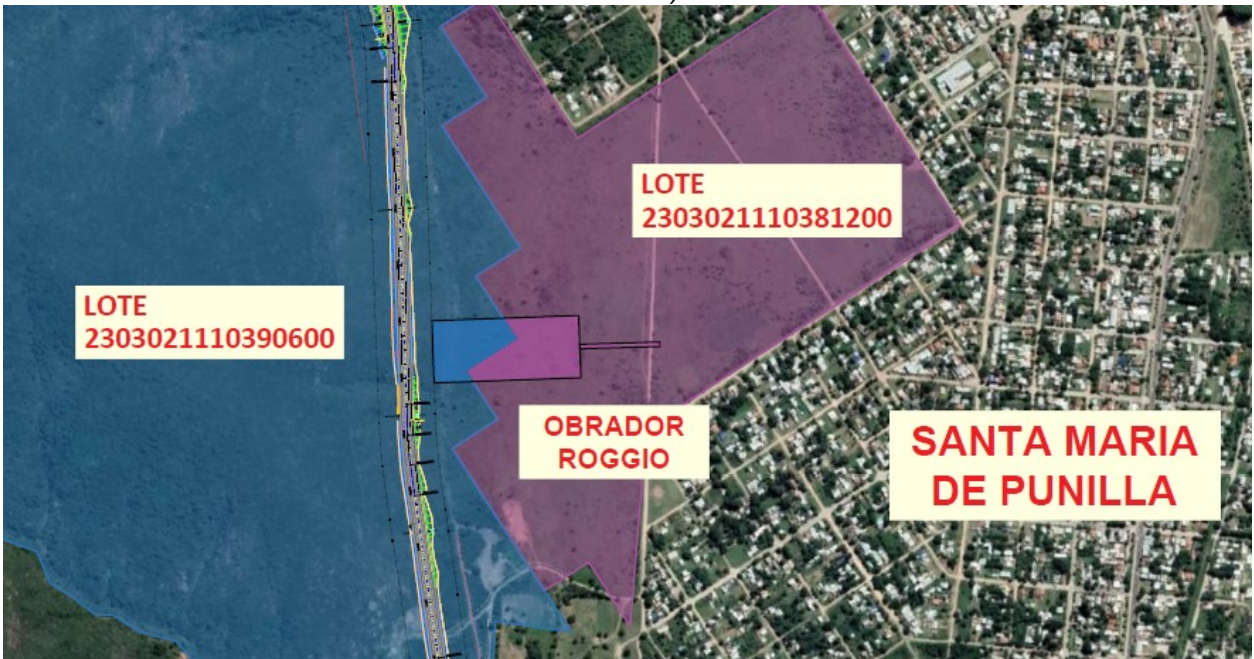 LOTE
2303021110381200
LOTE
2303021110390600
OBRADOR
ROGGIO
SANTA MARIA
DE PUNILLA